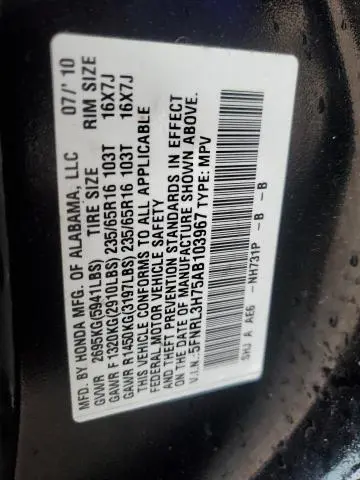 MFD. BY HONDA MFG. OF ALABAMA, LLC 07/'10
GVWR 2695KG(5941LBS) TIRE SIZE RIM SIZE
GAWR F 1320KG(2910LBS) 235/65R16 103T 16X7J
GAWR R1450KG(3197LBS) 235/65R16 103T 16X7J
THIS VEHICLE CONFORMS TO ALL APPLICABLE
FEDERAL MOTOR VEHICLE SAFETY
AND THEFT PREVENTION STANDARDS IN EFFECT
ON THE DATE OF MANUFACTURE SHOWN ABOVE.
V.I.N.:5FNRL3H75AB103967 TYPE: MPV
SHJ A AE6 -NH731P -B -B